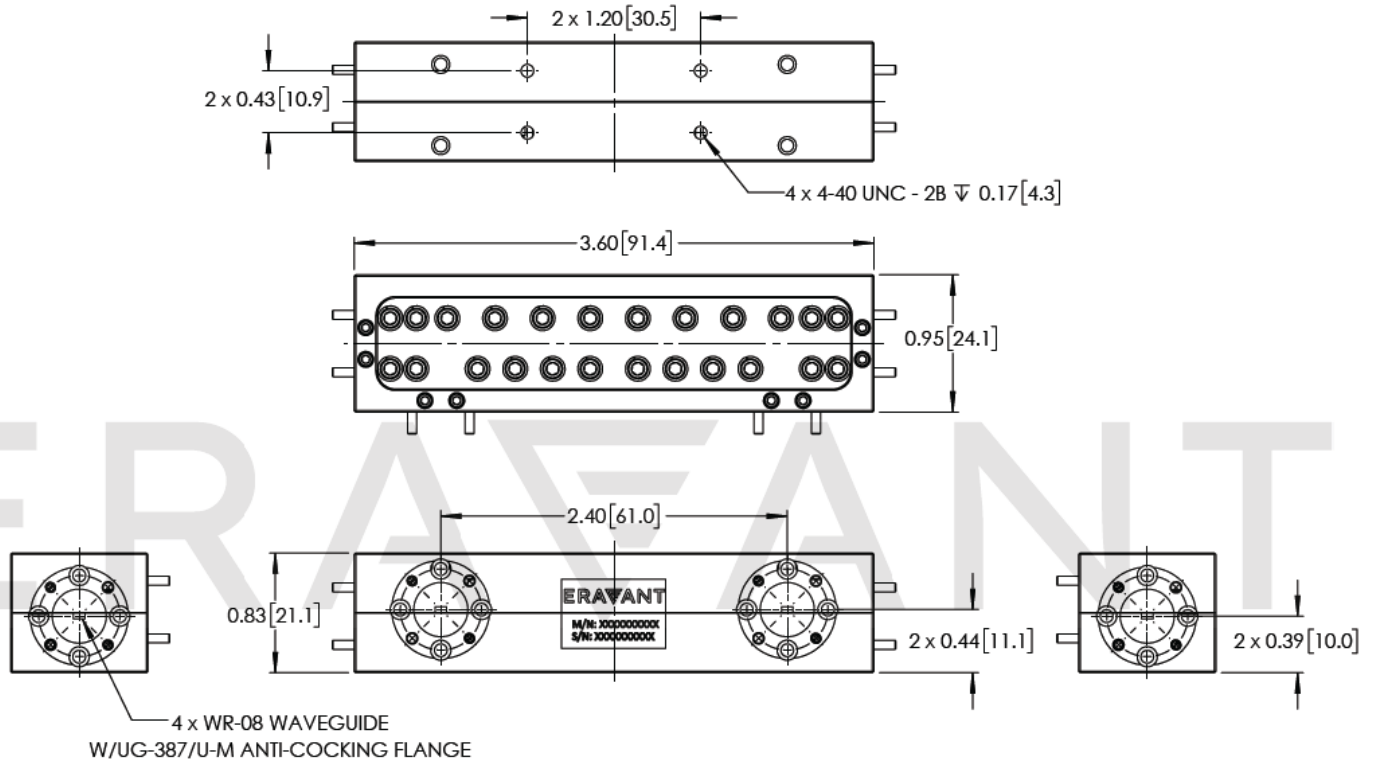 2 x 1.20[30.5]
2 x 0.43[10.9]
4 x 4-40 UNC - 2B ↧ 0.17[4.3]
3.60[91.4]
0.95[24.1]
ERAVANT
2.40[61.0]
0.83[21.1]
ERAVANT
M/N: XXXXXXXXXX
S/N: XXXXXXXXXX
2 x 0.44[11.1]
2 x 0.39[10.0]
4 x WR-08 WAVEGUIDE
W/UG-387/U-M ANTI-COCKING FLANGE